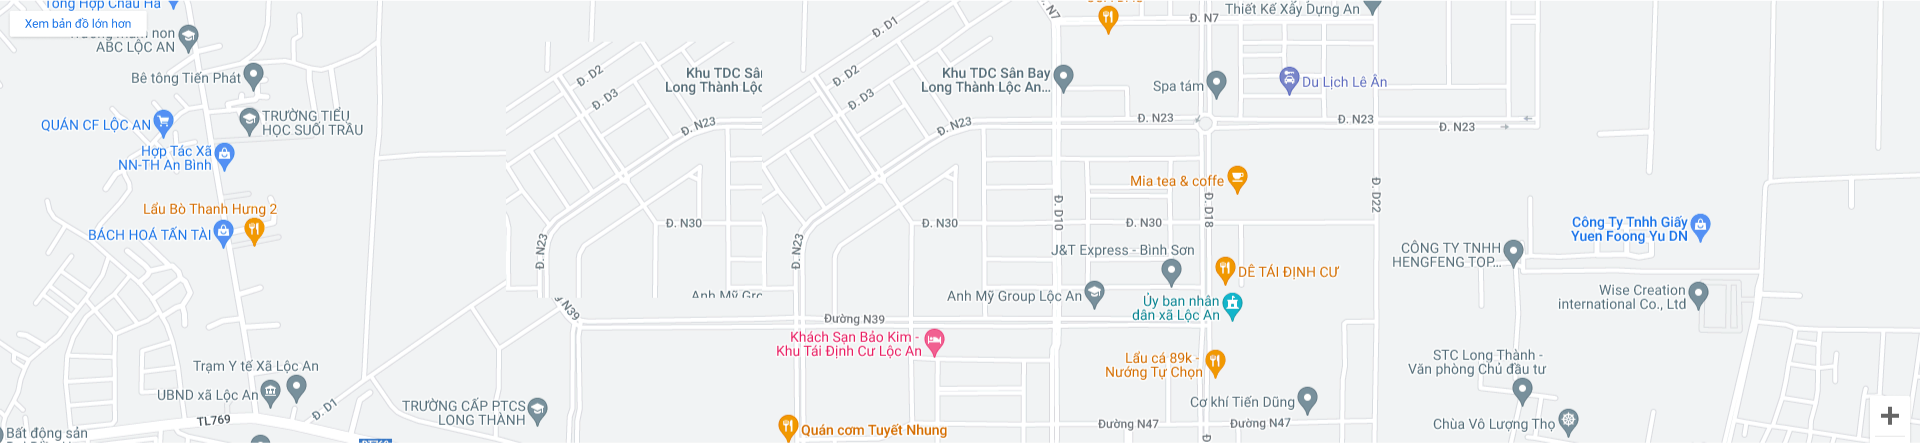 Tổng Hợp Châu Hà
Xem bản đồ lớn hơn
ABC LỘC AN
Bê tông Tiến Phát
QUÁN CF LỘC AN
TRƯỜNG TIỂU
HỌC SUỐI TRẦU
Hợp Tác Xã
NN-TH An Bình
Lẩu Bò Thanh Hưng 2
BÁCH HOÁ TẤN TÀI
Trạm Y tế Xã Lộc An
UBND xã Lộc An
TL769
Bất động sản
Đ. D1
TRƯỜNG CẤP PTCS
LONG THÀNH
Đ. D2
Đ. D3
Khu TDC Sâ
Long Thành Lộc
Đ. N23
Đ. N30
Đ. N23
Anh Mỹ Gro
N39
Đ. D1
Đ. D2
Đ. D3
Khu TDC Sân Bay
Long Thành Lộc An...
Đ. N23
Đ. N30
Đ. N23
Anh Mỹ Group Lộc An
Đường N39
Khách Sạn Bảo Kim -
Khu Tái Định Cư Lộc An
Quán cơm Tuyết Nhung
N7
Đ. N7
Thiết Kế Xây Dựng An
Spa tám
Du Lịch Lê Ân
Đ. N23
Đ. N23
Đ. N23
Mia tea & coffe
Đ. D10
Đ. D18
Đ. D22
Đ. N30
J&T Express - Bình Sơn
DÊ TÁI ĐỊNH CƯ
Ủy ban nhân
dân xã Lộc An
Lẩu cá 89k -
Nướng Tự Chọn
Cơ khí Tiến Dũng
Đường N47
Đường N47
Công Ty Tnhh Giấy
Yuen Foong Yu DN
CÔNG TY TNHH
HENGFENG TOP...
Wise Creation
international Co., Ltd
STC Long Thành -
Văn phòng Chủ đầu tư
Chùa Vô Lượng Thọ
+